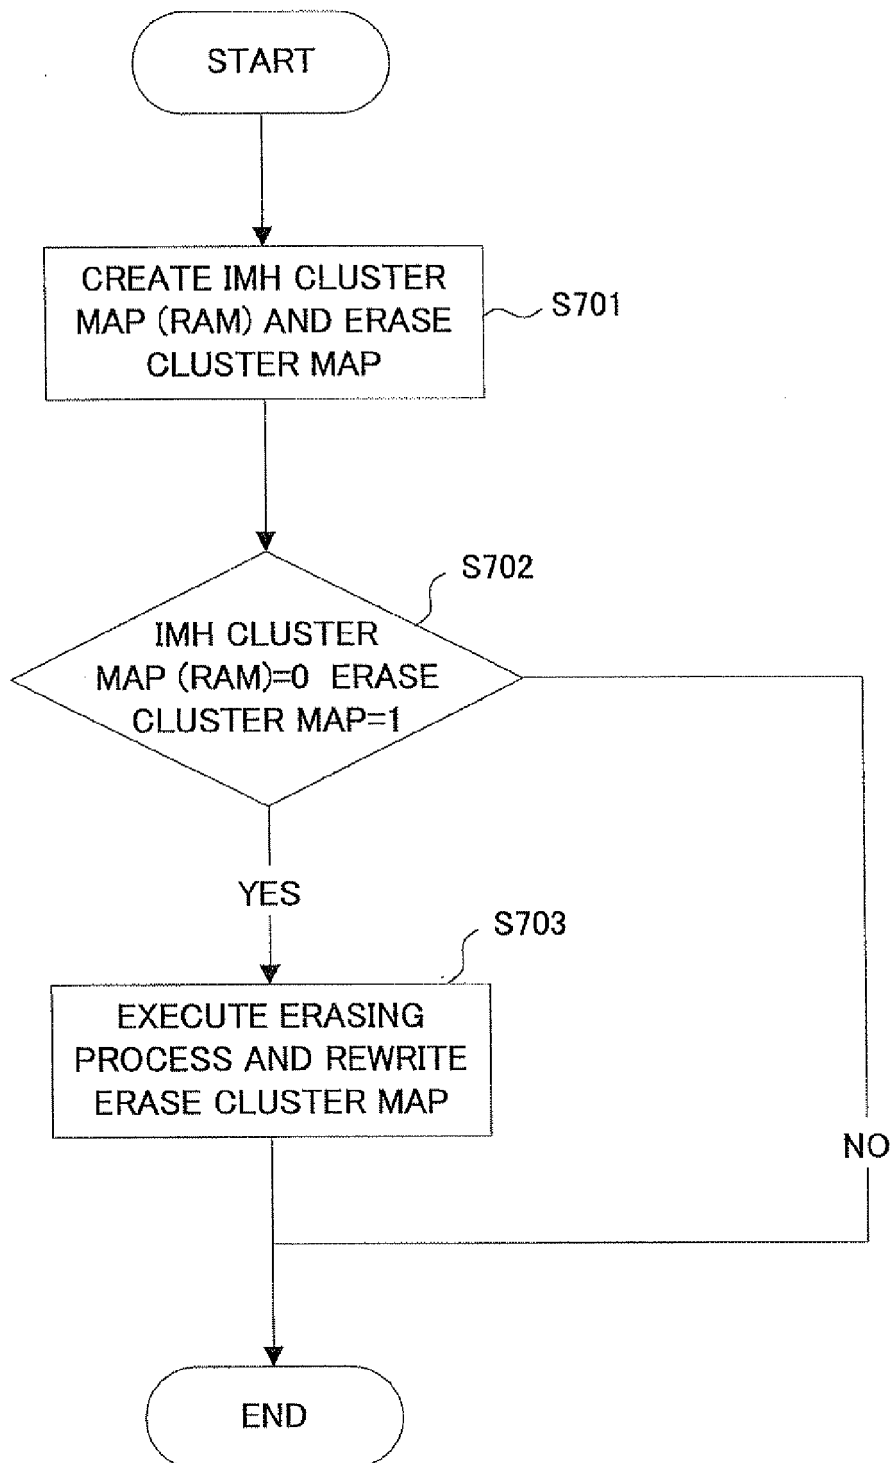 START
CREATE IMH CLUSTER
MAP (RAM) AND ERASE
CLUSTER MAP
S701
S702
IMH CLUSTER
MAP (RAM)=0 ERASE
CLUSTER MAP=1
YES
S703
EXECUTE ERASING
PROCESS AND REWRITE
ERASE CLUSTER MAP
NO
END